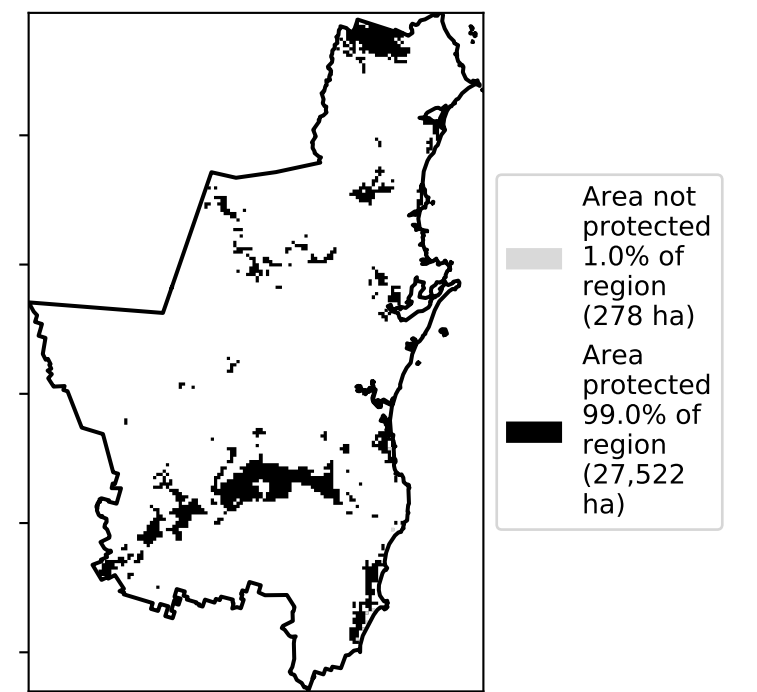 Area not
protected
1.0% of
region
(278 ha)
Area
protected
99.0% of
region
(27,522
ha)